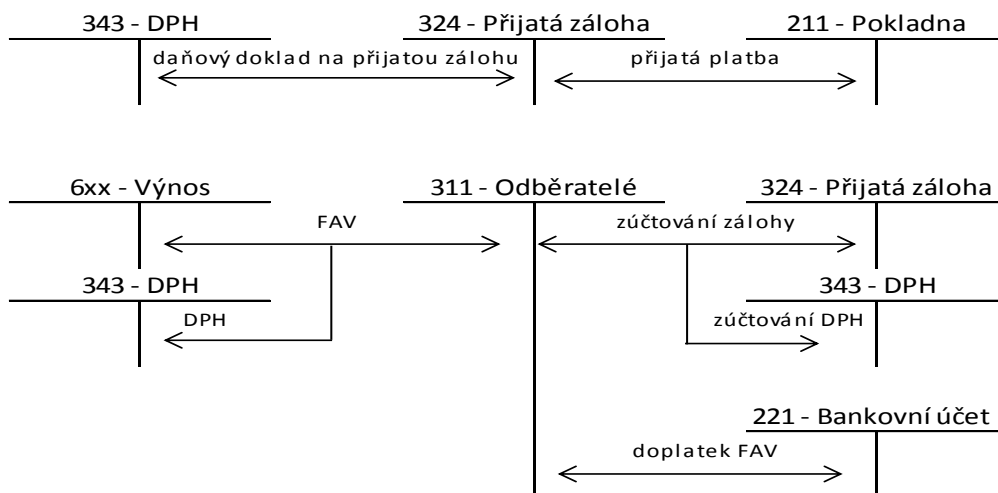 343 - DPH 324 - Přijatá záloha 211 - Pokladna
daňový doklad na přijatou zálohu přijatá platba
6xx - Výnos 311 - Odběratelé 324 - Přijatá záloha
FAV zúčtování zálohy
343 - DPH 343 - DPH
DPH zúčtování DPH
221 - Bankovní účet
doplatek FAV